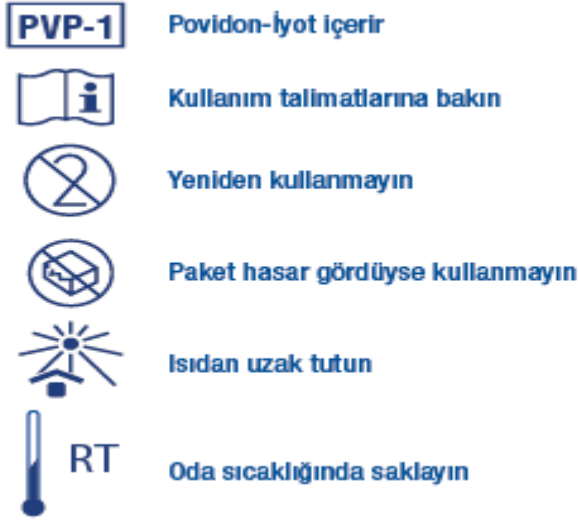 PVP-1 Povidon-İyot içerir
Kullanım talimatlarına bakın
2 Yeniden kullanmayın
Paket hasar gördüyse kullanmayın
Isıdan uzak tutun
RT Oda sıcaklığında saklayın